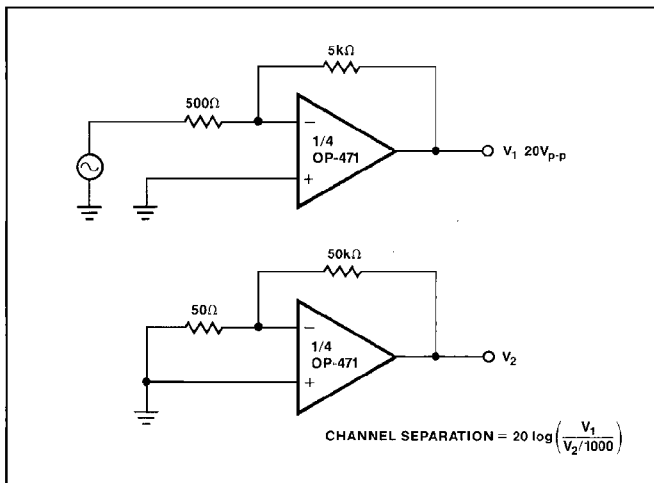 5kΩ
500Ω
−
1/4
OP-471
+
V₁ 20Vp-p
50kΩ
50Ω
−
1/4
OP-471
+
V₂
CHANNEL SEPARATION = 20 log(V₁ / V₂/1000)